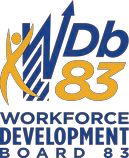 WDb
83
WORKFORCE
DEVELOPMENT
BOARD 83